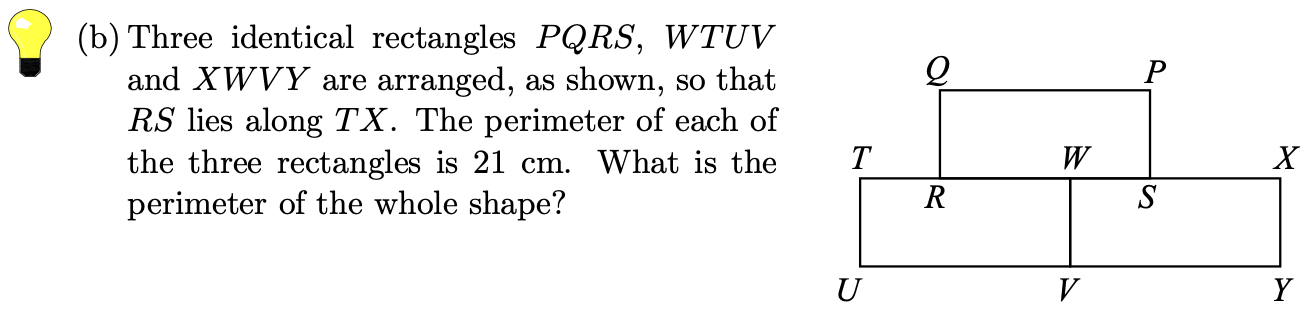 (b) Three identical rectangles PQRS, WTUV
and XWVY are arranged, as shown, so that
RS lies along TX. The perimeter of each of
the three rectangles is 21 cm. What is the
perimeter of the whole shape?
Q P
T W X
R S
U V Y